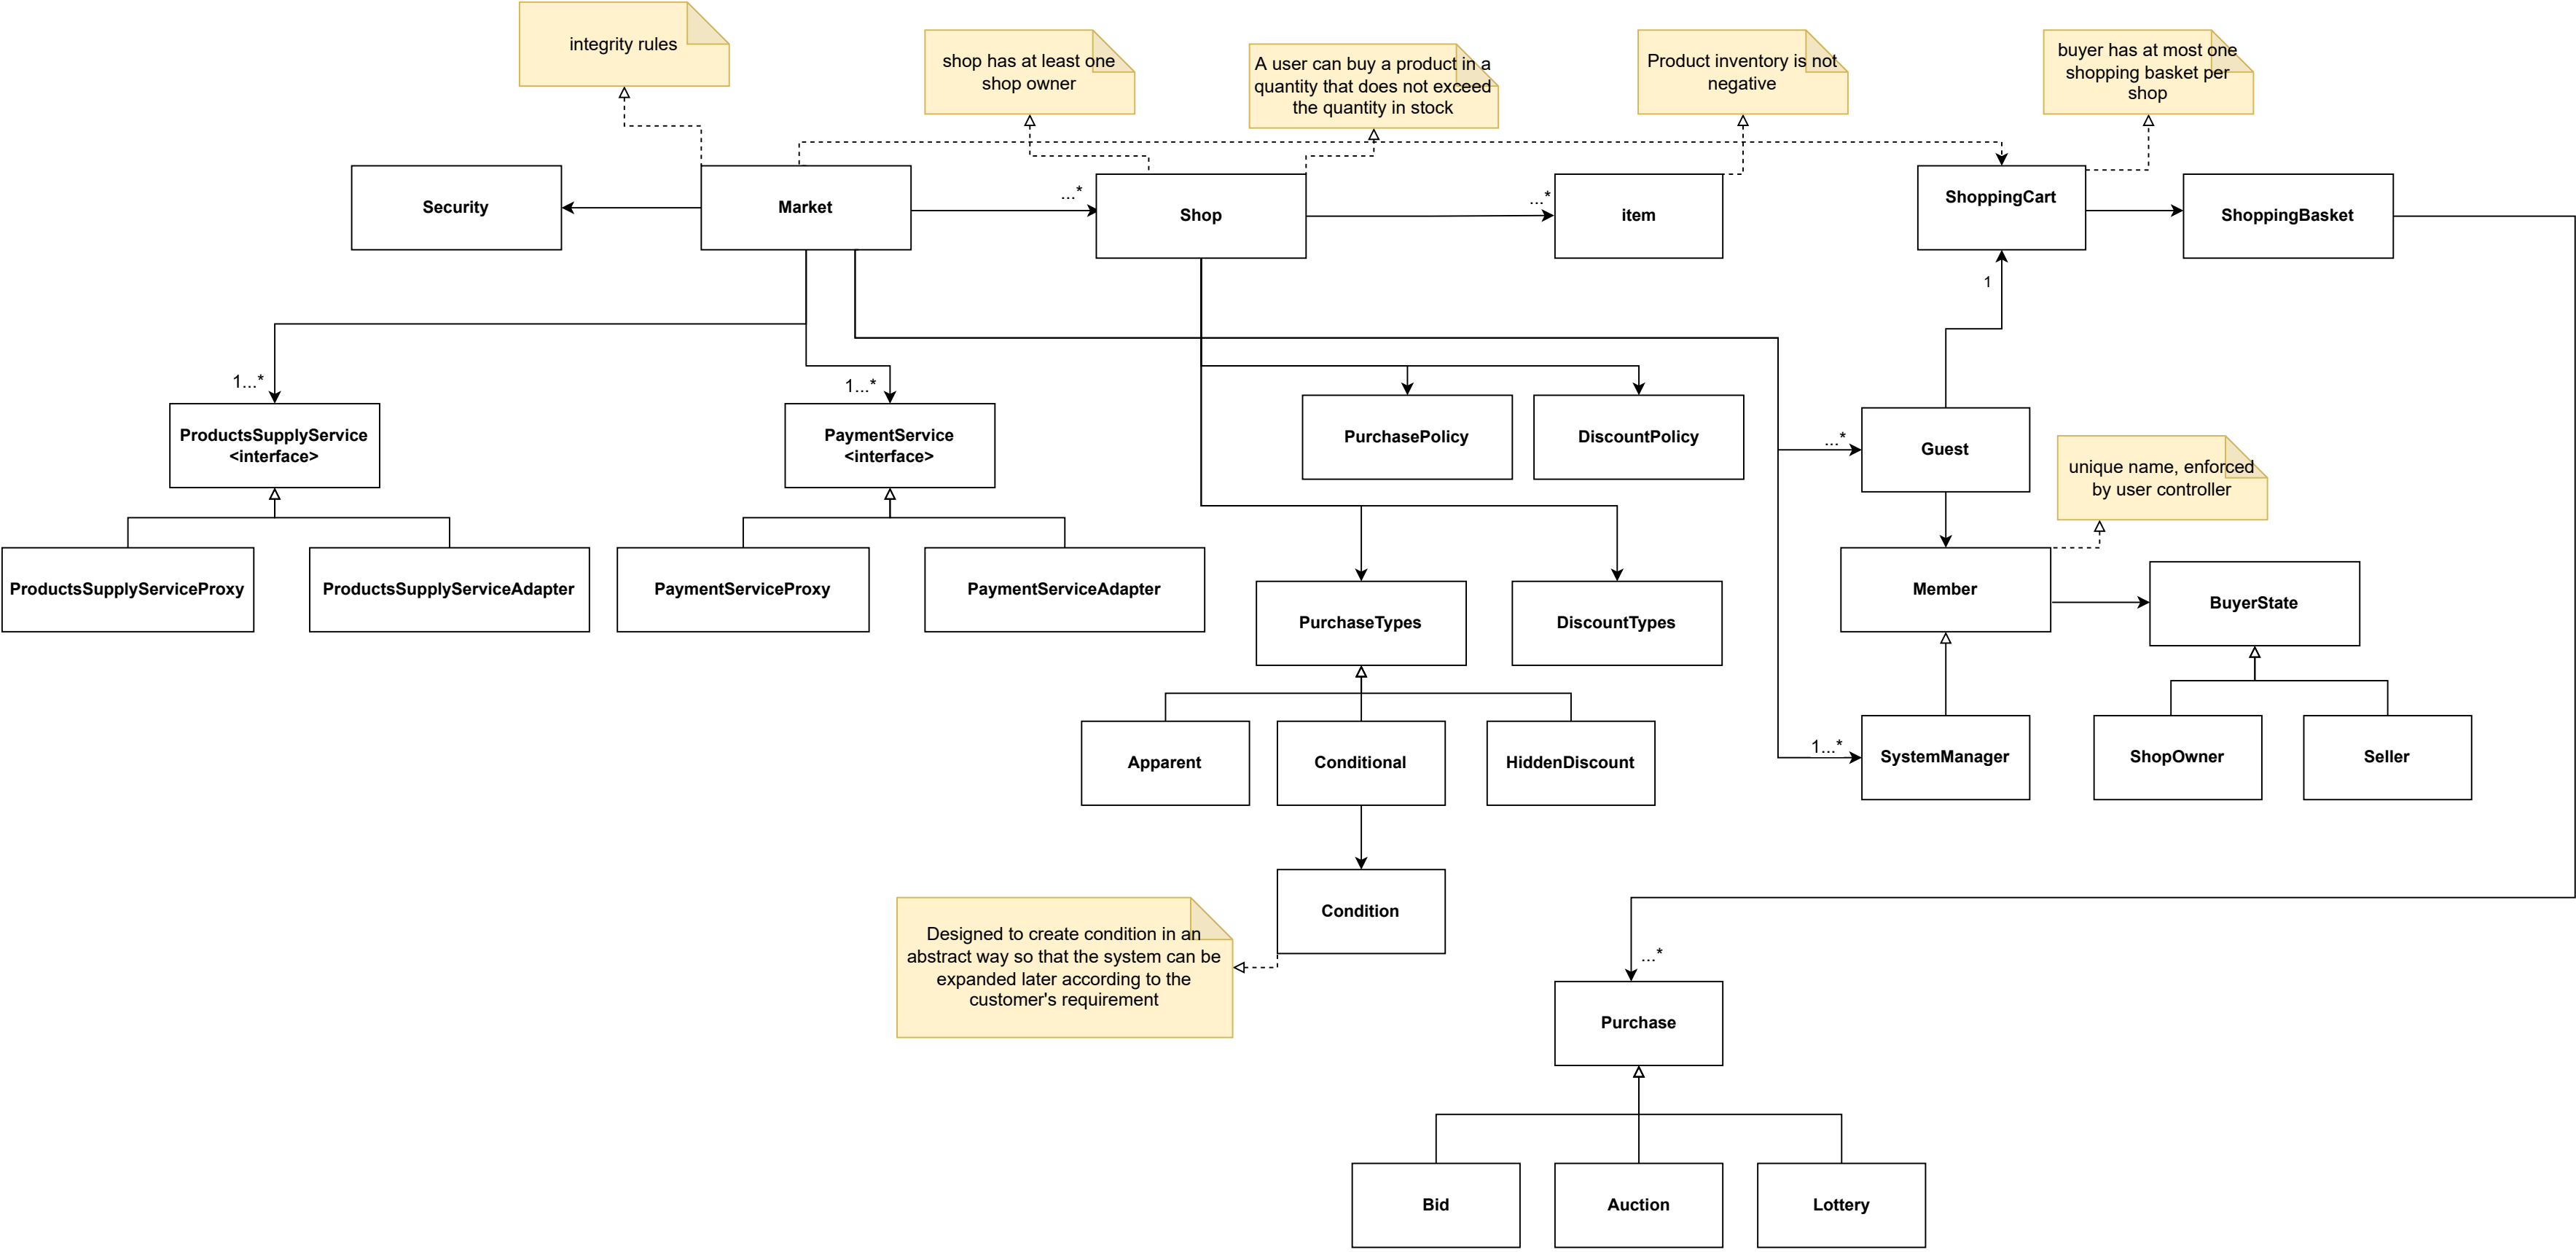 integrity rules
shop has at least one
shop owner
A user can buy a product in a
quantity that does not exceed
the quantity in stock
Product inventory is not
negative
buyer has at most one
shopping basket per
shop
Security
Market
...*
Shop
...*
item
ShoppingCart
ShoppingBasket
1
1...*
1...*
ProductsSupplyService
<interface>
PaymentService
<interface>
PurchasePolicy
DiscountPolicy
...*
Guest
unique name, enforced
by user controller
ProductsSupplyServiceProxy
ProductsSupplyServiceAdapter
PaymentServiceProxy
PaymentServiceAdapter
PurchaseTypes
DiscountTypes
Member
BuyerState
Apparent
Conditional
HiddenDiscount
1...*
SystemManager
ShopOwner
Seller
Condition
Designed to create condition in an
abstract way so that the system can be
expanded later according to the
customer's requirement
...*
Purchase
Bid
Auction
Lottery